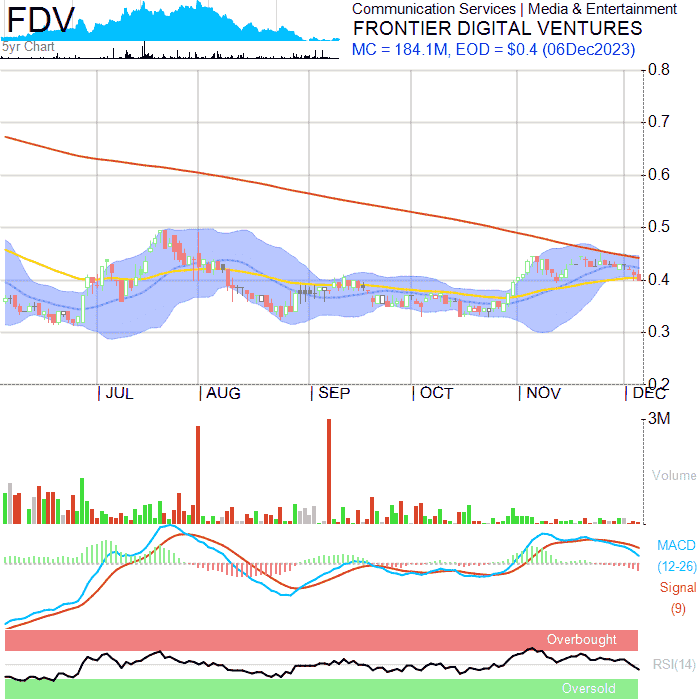 FDV
5yr Chart
Communication Services | Media & Entertainment
FRONTIER DIGITAL VENTURES
MC = 184.1M, EOD = $0.4 (06Dec2023)
0.8
0.7
0.6
0.5
0.4
0.3
0.2
JUL AUG SEP OCT NOV DEC
3M
Volume
MACD
(12-26)
Signal
(9)
Overbought
RSI(14)
Oversold